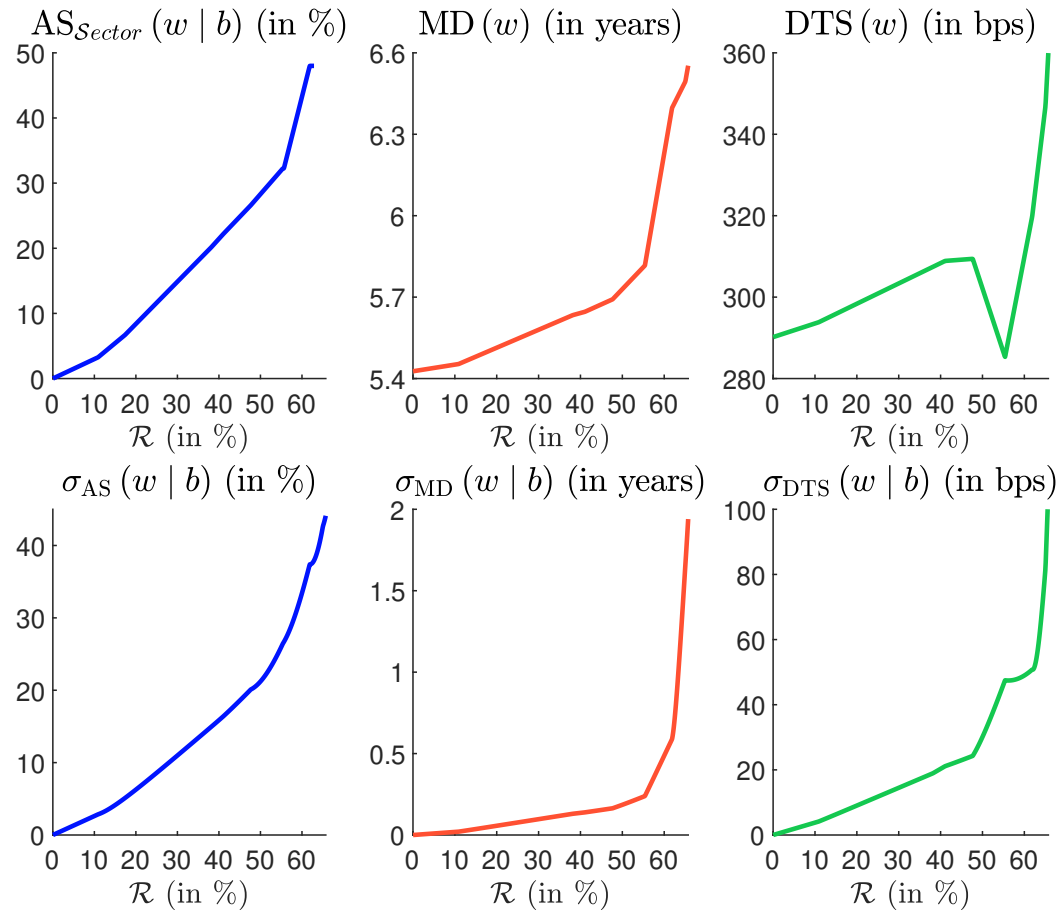 AS_Sector (w | b) (in %)
MD (w) (in years)
DTS (w) (in bps)
50
40
30
20
10
0
0 10 20 30 40 50 60
R (in %)
6.6
6.3
6
5.7
5.4
0 10 20 30 40 50 60
R (in %)
360
340
320
300
280
0 10 20 30 40 50 60
R (in %)
σ_AS (w | b) (in %)
σ_MD (w | b) (in years)
σ_DTS (w | b) (in bps)
40
30
20
10
0
0 10 20 30 40 50 60
R (in %)
2
1.5
1
0.5
0
0 10 20 30 40 50 60
R (in %)
100
80
60
40
20
0
0 10 20 30 40 50 60
R (in %)